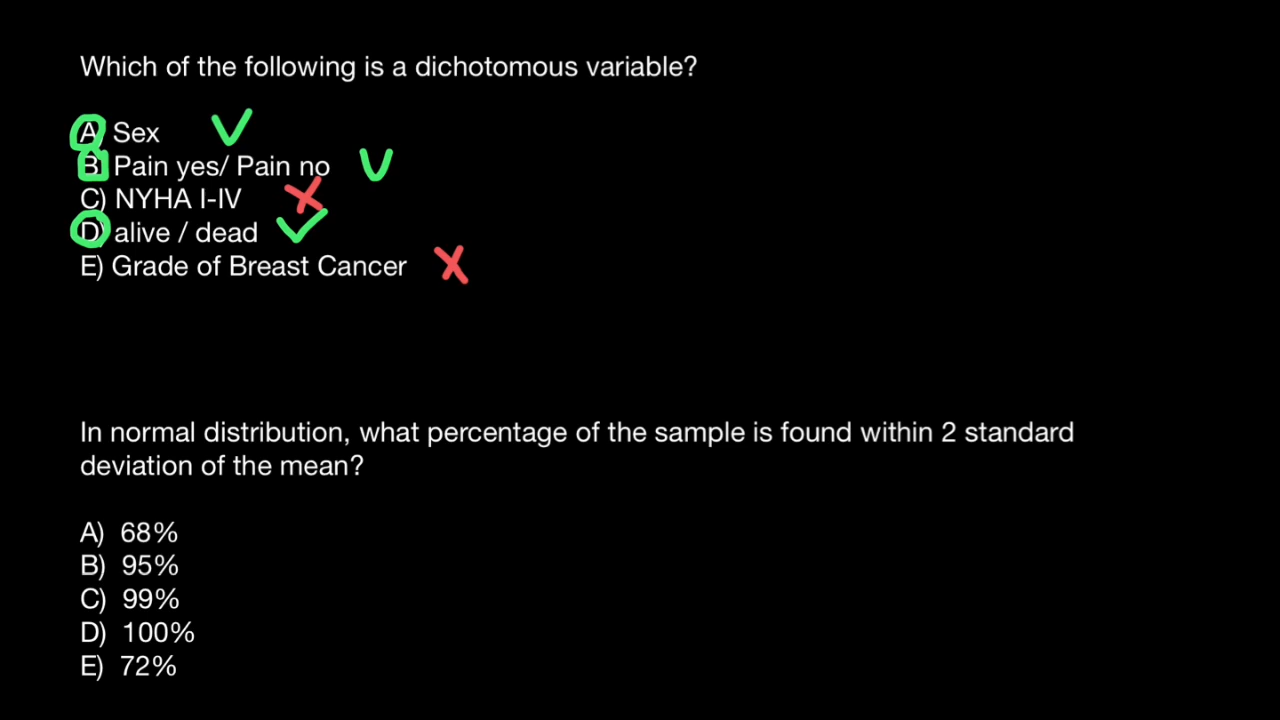 Which of the following is a dichotomous variable?
A) Sex
B) Pain yes/ Pain no
C) NYHA I-IV
D) alive / dead
E) Grade of Breast Cancer
In normal distribution, what percentage of the sample is found within 2 standard
deviation of the mean?
A) 68%
B) 95%
C) 99%
D) 100%
E) 72%